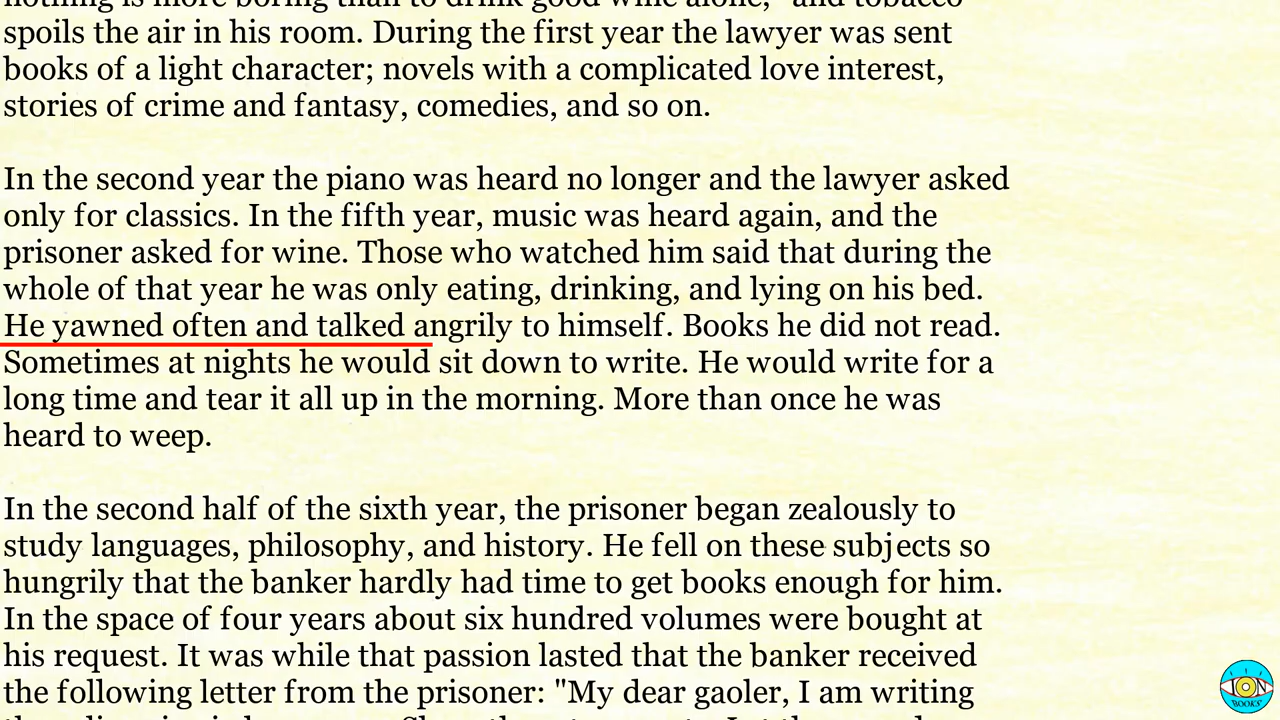 nothing is more boring than to drink good wine alone," and tobacco
spoils the air in his room. During the first year the lawyer was sent
books of a light character; novels with a complicated love interest,
stories of crime and fantasy, comedies, and so on.
In the second year the piano was heard no longer and the lawyer asked
only for classics. In the fifth year, music was heard again, and the
prisoner asked for wine. Those who watched him said that during the
whole of that year he was only eating, drinking, and lying on his bed.
He yawned often and talked angrily to himself. Books he did not read.
Sometimes at nights he would sit down to write. He would write for a
long time and tear it all up in the morning. More than once he was
heard to weep.
In the second half of the sixth year, the prisoner began zealously to
study languages, philosophy, and history. He fell on these subjects so
hungrily that the banker hardly had time to get books enough for him.
In the space of four years about six hundred volumes were bought at
his request. It was while that passion lasted that the banker received
the following letter from the prisoner: "My dear gaoler, I am writing
ION
BOOKS